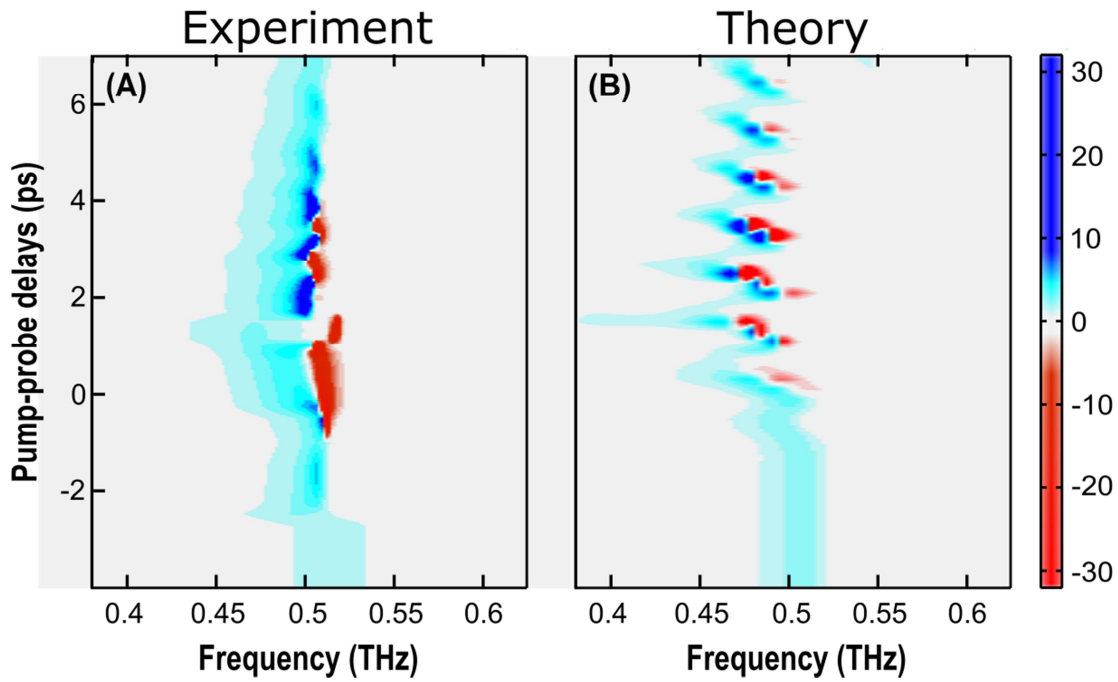 Experiment
Theory
(A)
(B)
Pump-probe delays (ps)
6
4
2
0
-2
30
20
10
0
-10
-20
-30
0.4 0.45 0.5 0.55 0.6
0.4 0.45 0.5 0.55 0.6
Frequency (THz)
Frequency (THz)